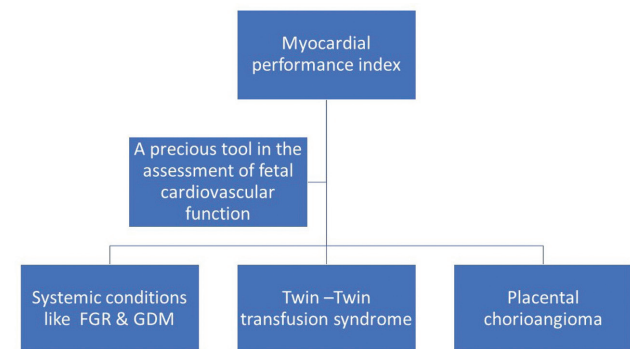 Myocardial
performance index
A precious tool in the
assessment of fetal
cardiovascular
function
Systemic conditions
like FGR & GDM
Twin –Twin
transfusion syndrome
Placental
chorioangioma